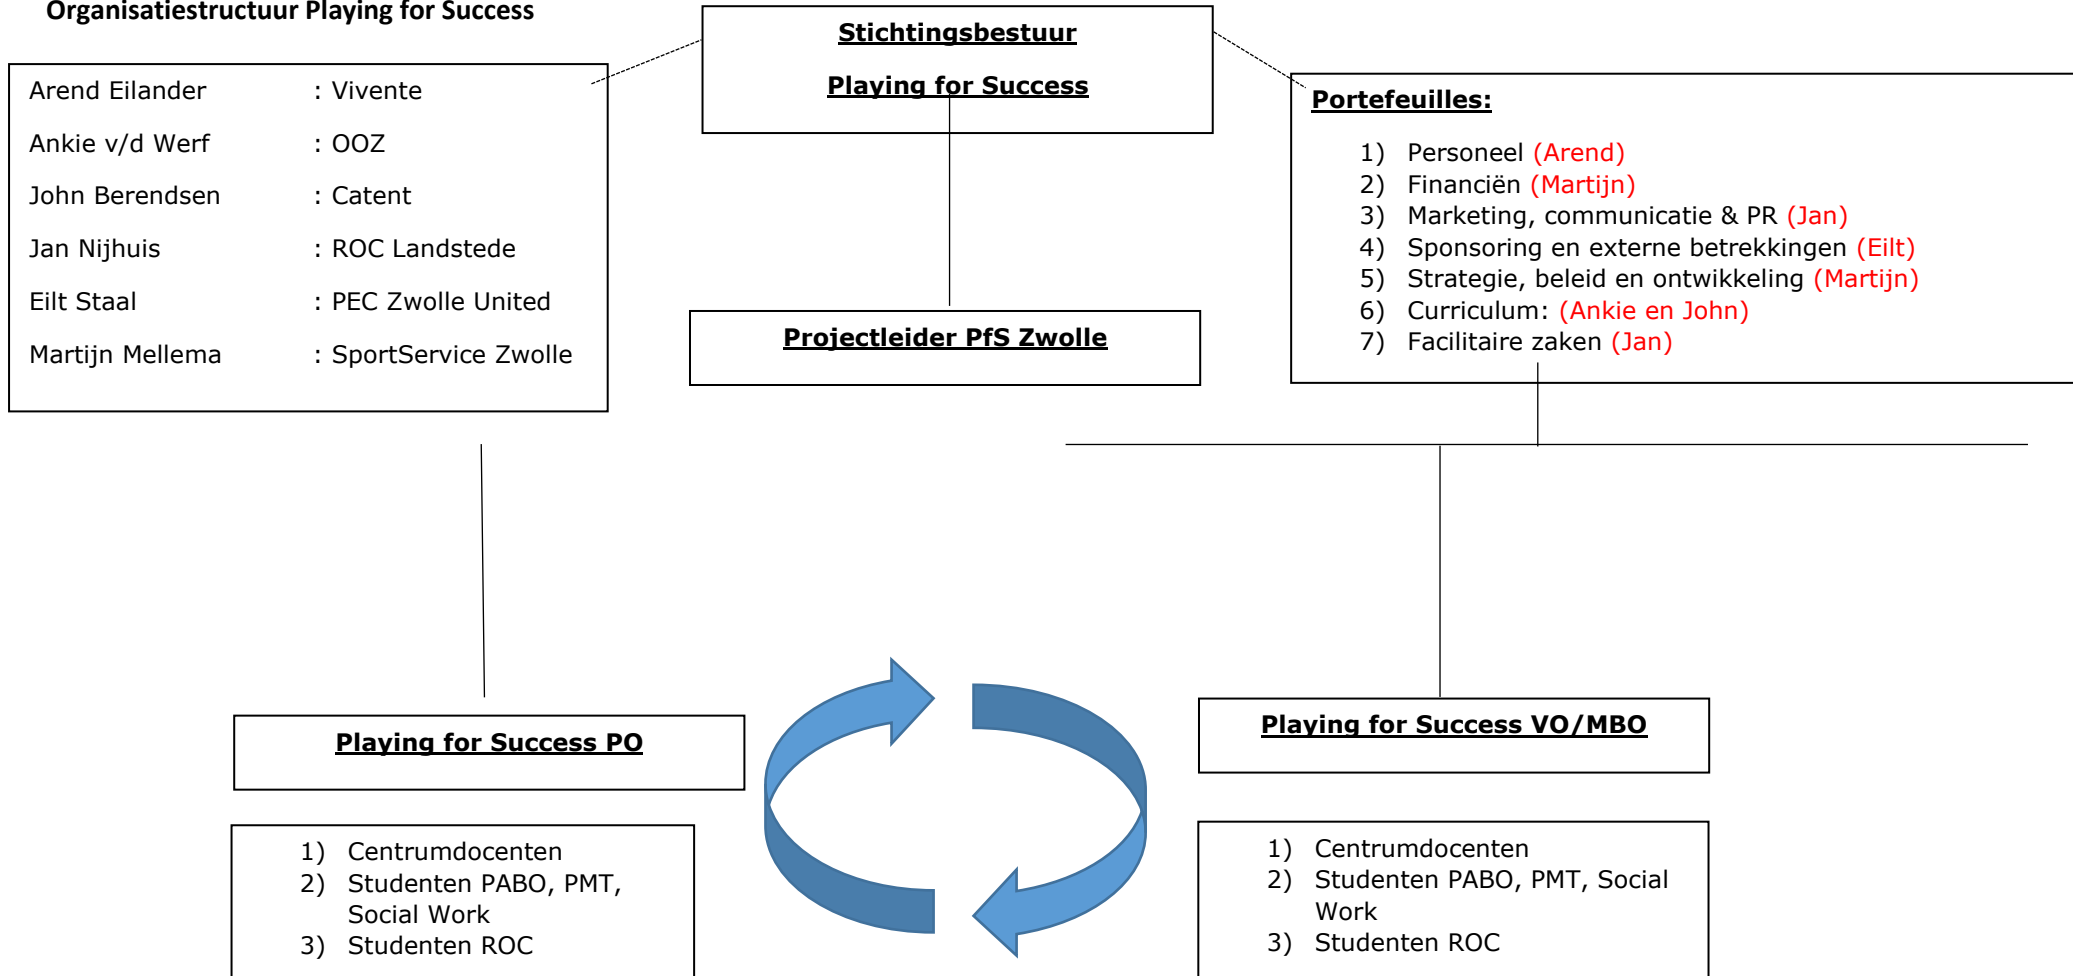 Organisatiestructuur Playing for Success
Stichtingsbestuur
Playing for Success
Arend Eilander : Vivente
Ankie v/d Werf : OOZ
John Berendsen : Catent
Jan Nijhuis : ROC Landstede
Eilt Staal : PEC Zwolle United
Martijn Mellema : SportService Zwolle
Portefeuilles:
1) Personeel (Arend)
2) Financiën (Martijn)
3) Marketing, communicatie & PR (Jan)
4) Sponsoring en externe betrekkingen (Eilt)
5) Strategie, beleid en ontwikkeling (Martijn)
6) Curriculum: (Ankie en John)
7) Facilitaire zaken (Jan)
Projectleider PfS Zwolle
Playing for Success PO
1) Centrumdocenten
2) Studenten PABO, PMT,
Social Work
3) Studenten ROC
Playing for Success VO/MBO
1) Centrumdocenten
2) Studenten PABO, PMT, Social
Work
3) Studenten ROC